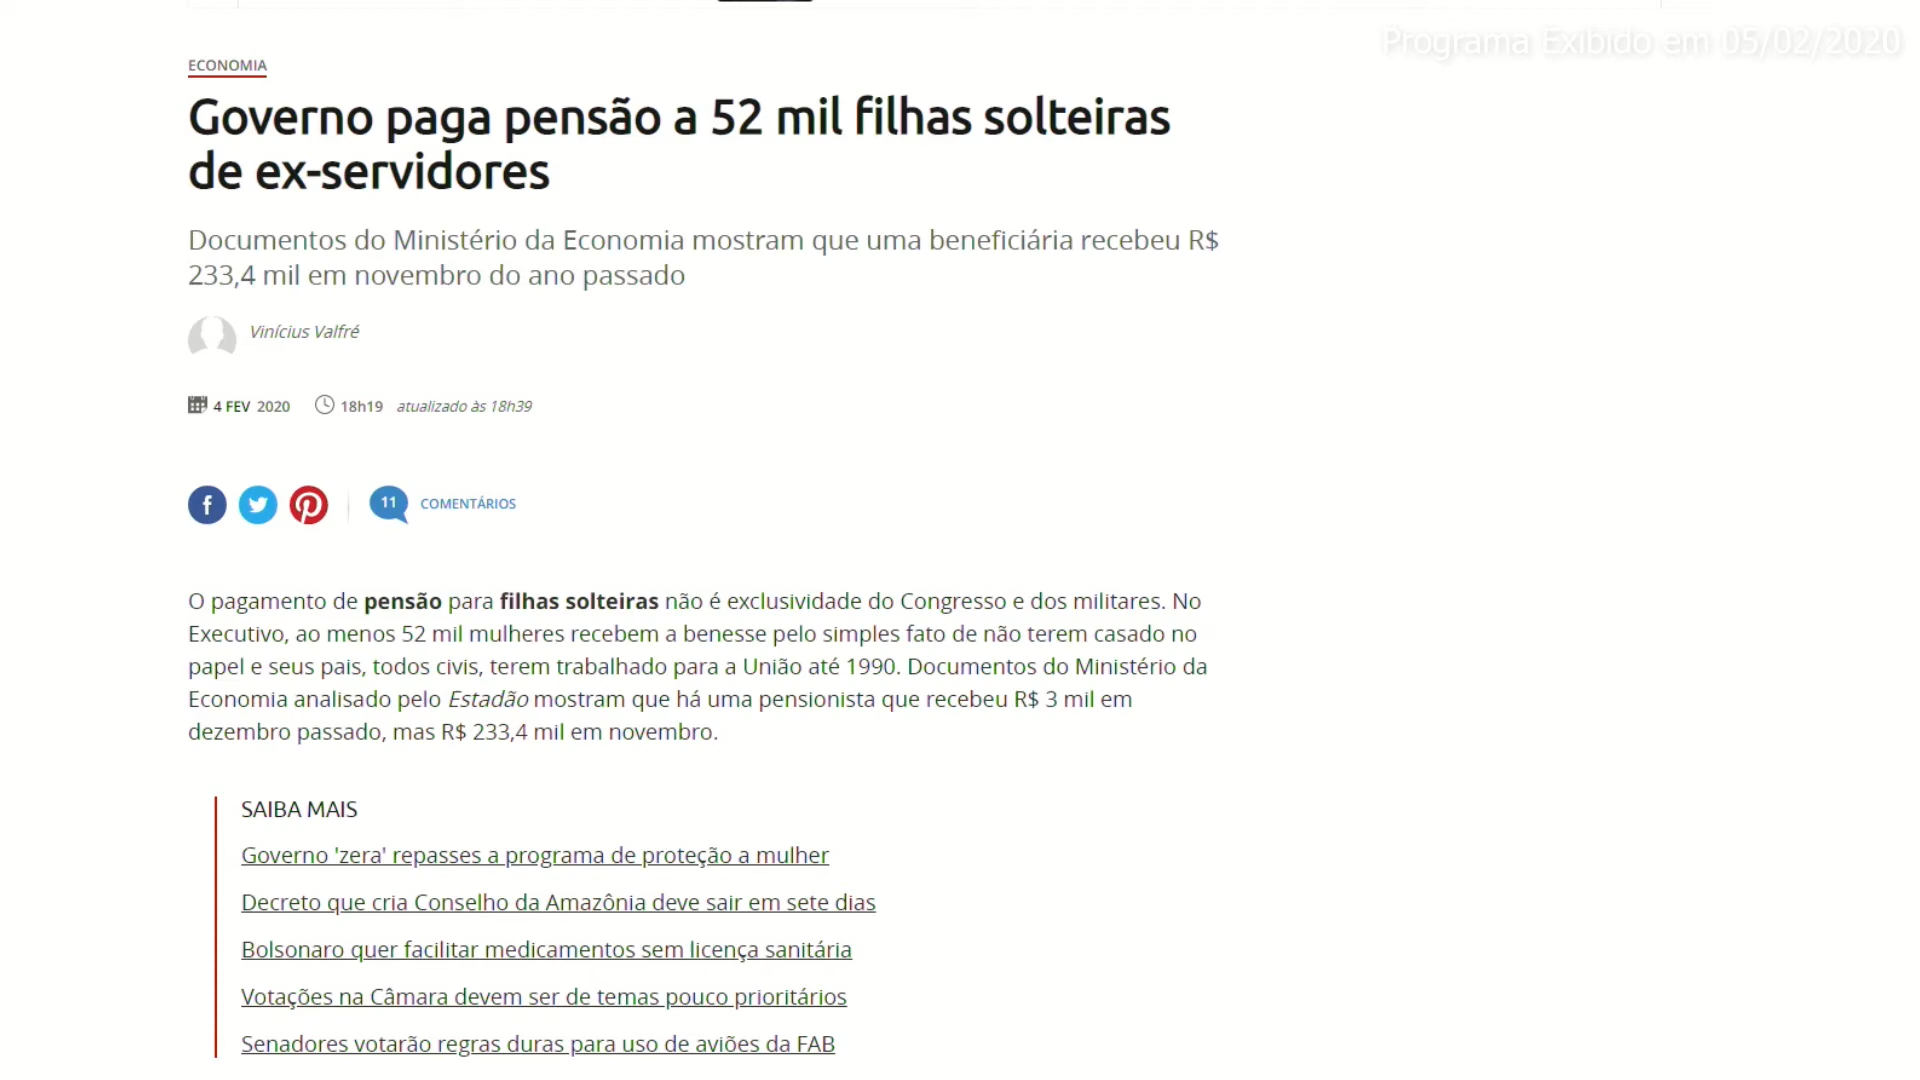 Programa Exibido em 05/02/2020
ECONOMIA
Governo paga pensão a 52 mil filhas solteiras
de ex-servidores
Documentos do Ministério da Economia mostram que uma beneficiária recebeu R$
233,4 mil em novembro do ano passado
Vinícius Valfré
4 FEV 2020 18h19 atualizado às 18h39
11 COMENTÁRIOS
O pagamento de pensão para filhas solteiras não é exclusividade do Congresso e dos militares. No
Executivo, ao menos 52 mil mulheres recebem a benesse pelo simples fato de não terem casado no
papel e seus pais, todos civis, terem trabalhado para a União até 1990. Documentos do Ministério da
Economia analisado pelo Estadão mostram que há uma pensionista que recebeu R$ 3 mil em
dezembro passado, mas R$ 233,4 mil em novembro.
SAIBA MAIS
Governo 'zera' repasses a programa de proteção a mulher
Decreto que cria Conselho da Amazônia deve sair em sete dias
Bolsonaro quer facilitar medicamentos sem licença sanitária
Votações na Câmara devem ser de temas pouco prioritários
Senadores votarão regras duras para uso de aviões da FAB